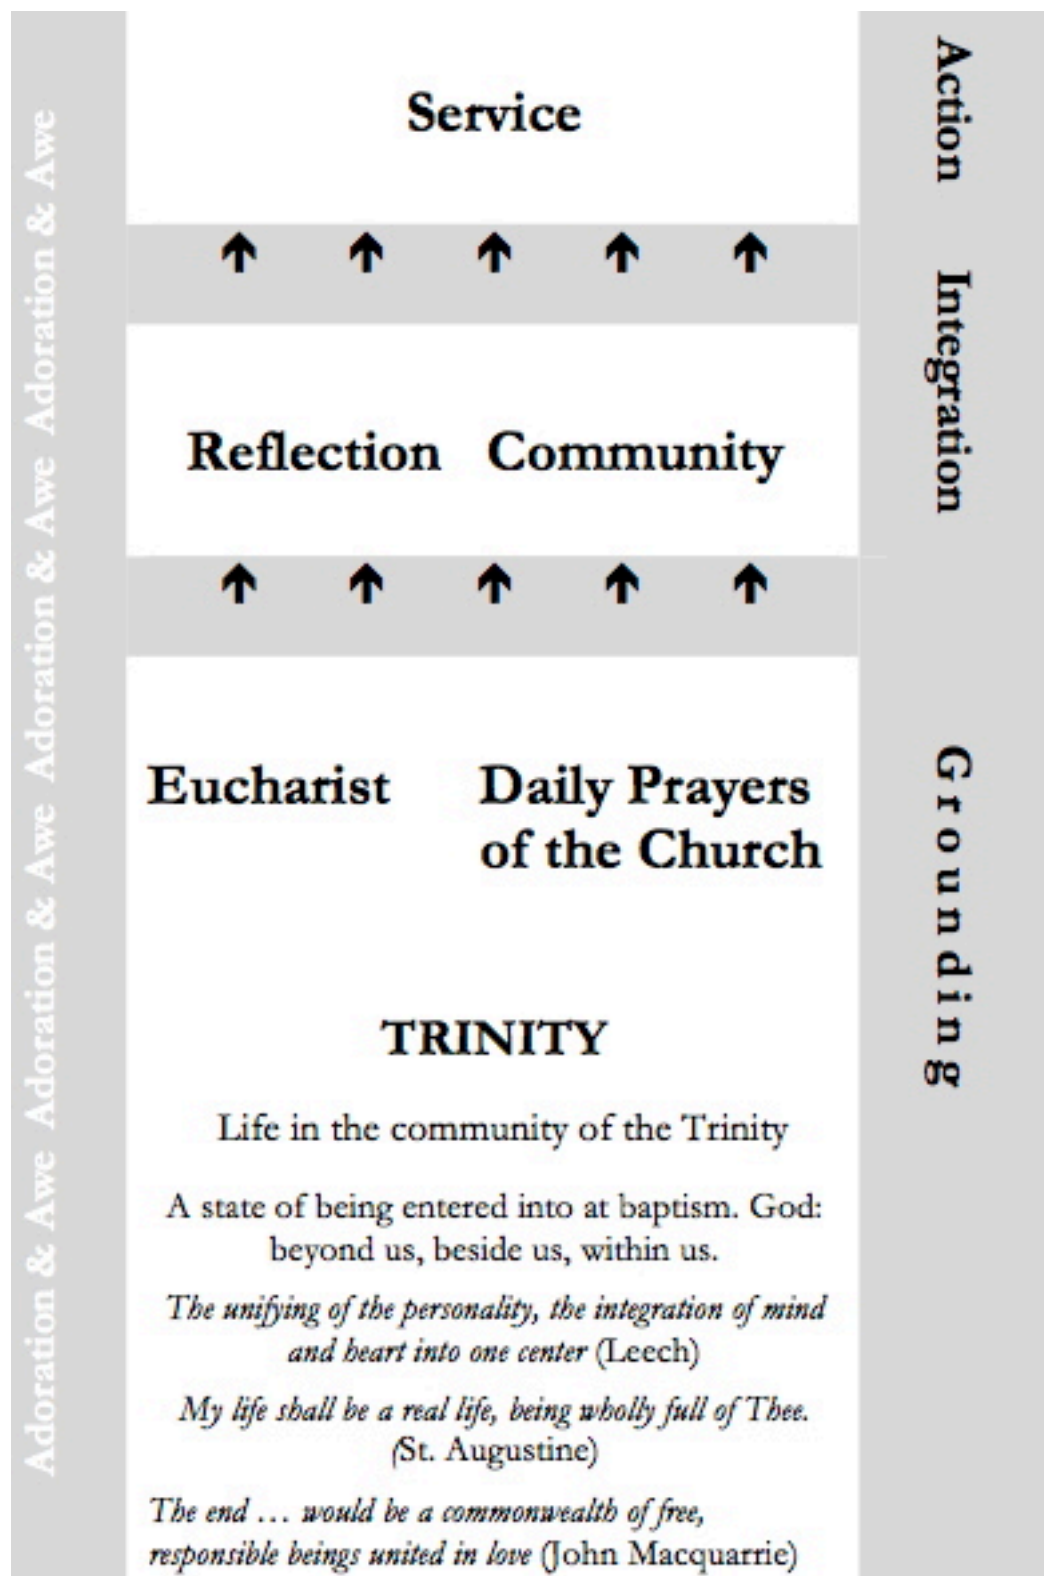 Service
Reflection Community
Eucharist
Daily Prayers
of the Church
TRINITY
Life in the community of the Trinity
A state of being entered into at baptism. God:
beyond us, beside us, within us.
The unifying of the personality, the integration of mind
and heart into one center (Leech)
My life shall be a real life, being wholly full of Thee.
(St. Augustine)
The end … would be a commonwealth of free,
responsible beings united in love (John Macquarrie)
Adoration & Awe Adoration & Awe Adoration & Awe Adoration & Awe
Action
Integration
Grounding